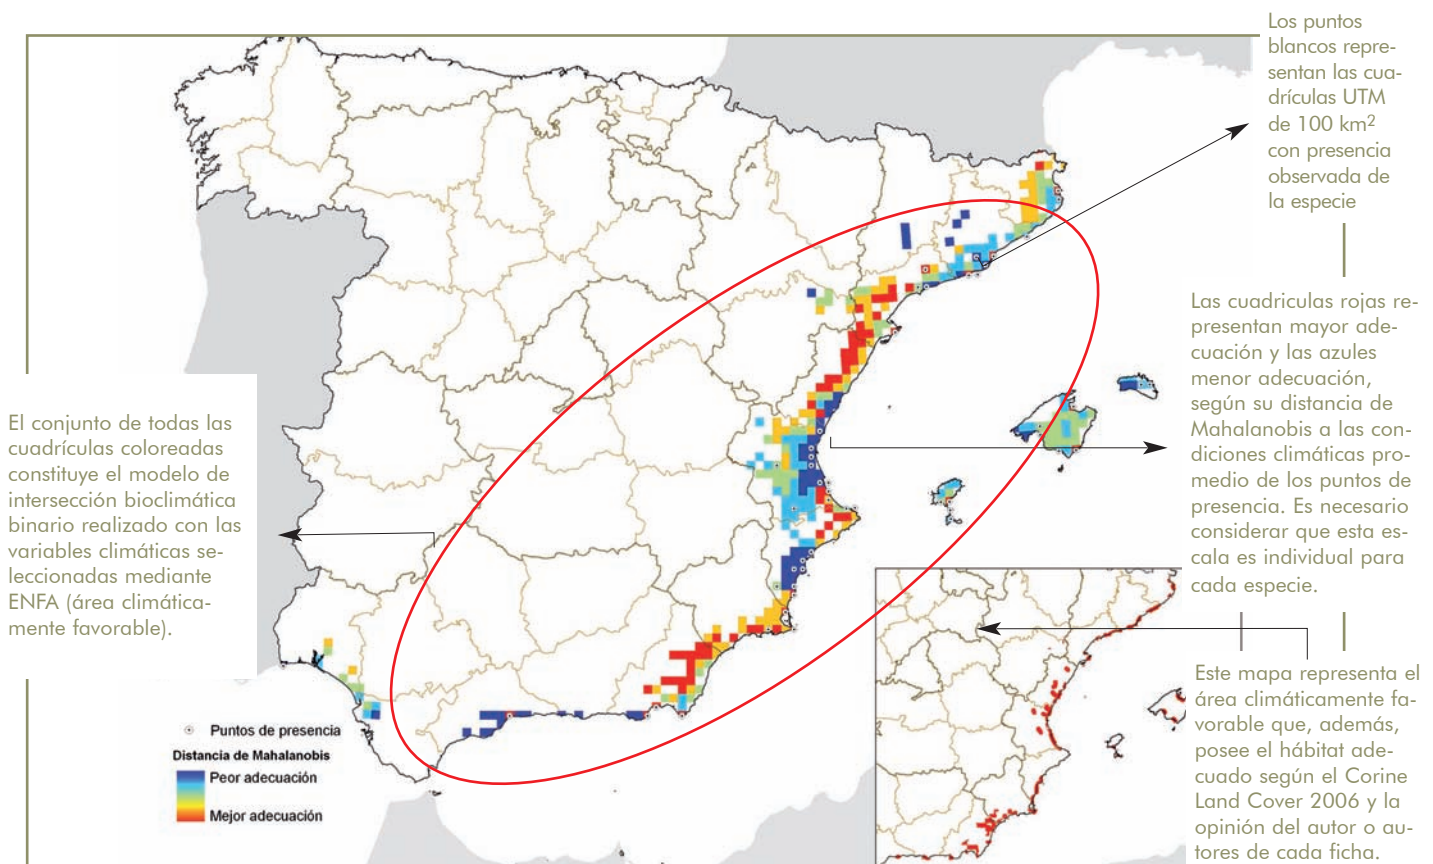 Los puntos
blancos repre-
sentan las cua-
drículas UTM
de 100 km²
con presencia
observada de
la especie
Las cuadriculas rojas re-
presentan mayor ade-
cuación y las azules
menor adecuación,
según su distancia de
Mahalanobis a las con-
diciones climáticas pro-
medio de los puntos de
presencia. Es necesario
considerar que esta es-
cala es individual para
cada especie.
El conjunto de todas las
cuadrículas coloreadas
constituye el modelo de
intersección bioclimática
binario realizado con las
variables climáticas se-
leccionadas mediante
ENFA (área climática-
mente favorable).
Este mapa representa el
área climáticamente fa-
vorable que, además,
posee el hábitat ade-
cuado según el Corine
Land Cover 2006 y la
opinión del autor o au-
tores de cada ficha.
Puntos de presencia
Distancia de Mahalanobis
Peor adecuación
Mejor adecuación